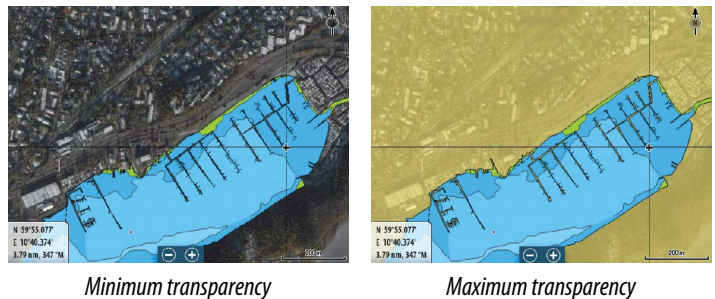 N
N 59°55.077'
E 10°40.374'
3.79 nm, 347 °M
200 m
N
N 59°55.077'
E 10°40.374'
3.79 nm, 347 °M
200 m
Minimum transparency
Maximum transparency